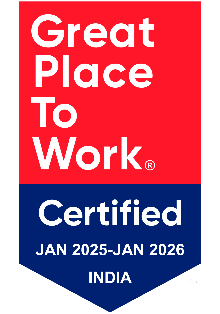 Great
Place
To
Work®
Certified
JAN 2025-JAN 2026
INDIA